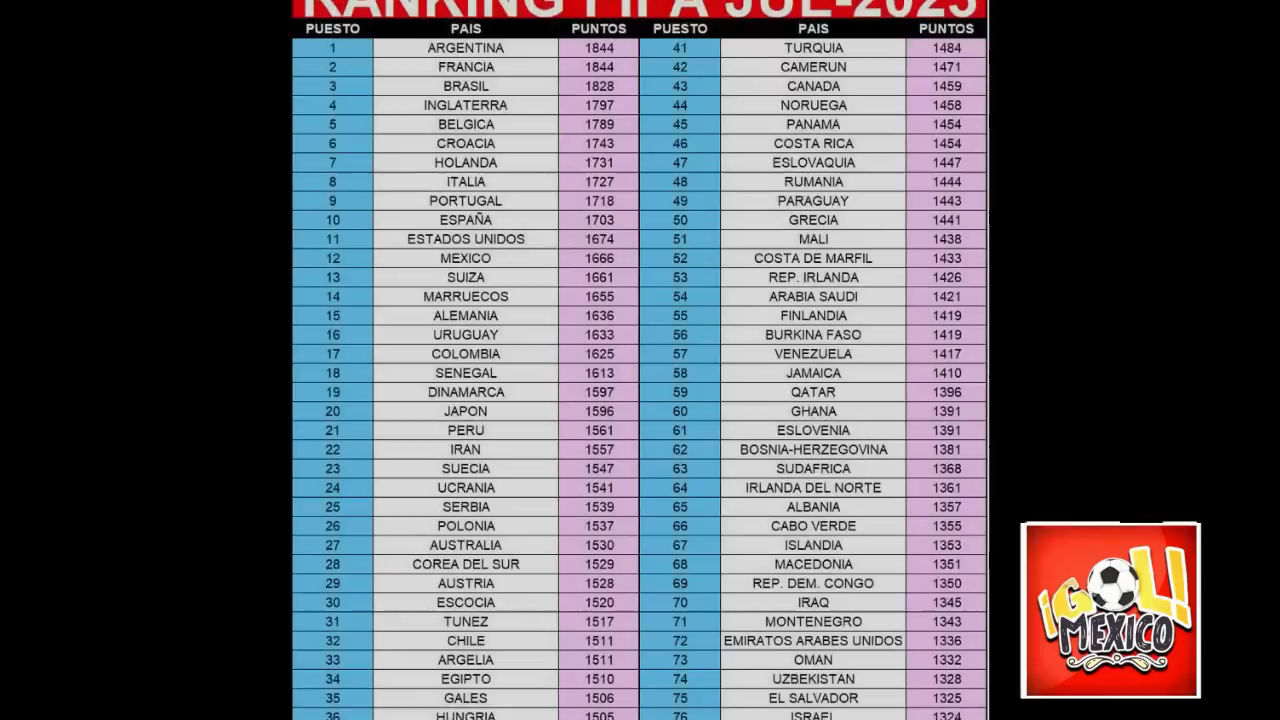 RANKING FIFA JUL-2023
PUESTO PAIS PUNTOS PUESTO PAIS PUNTOS
1 ARGENTINA 1844 41 TURQUIA 1484
2 FRANCIA 1844 42 CAMERUN 1471
3 BRASIL 1828 43 CANADA 1459
4 INGLATERRA 1797 44 NORUEGA 1458
5 BELGICA 1789 45 PANAMA 1454
6 CROACIA 1743 46 COSTA RICA 1454
7 HOLANDA 1731 47 ESLOVAQUIA 1447
8 ITALIA 1727 48 RUMANIA 1444
9 PORTUGAL 1718 49 PARAGUAY 1443
10 ESPAÑA 1703 50 GRECIA 1441
11 ESTADOS UNIDOS 1674 51 MALI 1438
12 MEXICO 1666 52 COSTA DE MARFIL 1433
13 SUIZA 1661 53 REP. IRLANDA 1426
14 MARRUECOS 1655 54 ARABIA SAUDI 1421
15 ALEMANIA 1636 55 FINLANDIA 1419
16 URUGUAY 1633 56 BURKINA FASO 1419
17 COLOMBIA 1625 57 VENEZUELA 1417
18 SENEGAL 1613 58 JAMAICA 1410
19 DINAMARCA 1597 59 QATAR 1396
20 JAPON 1596 60 GHANA 1391
21 PERU 1561 61 ESLOVENIA 1391
22 IRAN 1557 62 BOSNIA-HERZEGOVINA 1381
23 SUECIA 1547 63 SUDAFRICA 1368
24 UCRANIA 1541 64 IRLANDA DEL NORTE 1361
25 SERBIA 1539 65 ALBANIA 1357
26 POLONIA 1537 66 CABO VERDE 1355
27 AUSTRALIA 1530 67 ISLANDIA 1353
28 COREA DEL SUR 1529 68 MACEDONIA 1351
29 AUSTRIA 1528 69 REP. DEM. CONGO 1350
30 ESCOCIA 1520 70 IRAQ 1345
31 TUNEZ 1517 71 MONTENEGRO 1343
32 CHILE 1511 72 EMIRATOS ARABES UNIDOS 1336
33 ARGELIA 1511 73 OMAN 1332
34 EGIPTO 1510 74 UZBEKISTAN 1328
35 GALES 1506 75 EL SALVADOR 1325
36 HUNGRIA 1505 76 ISRAEL 1324
¡GOL!
MEXICO